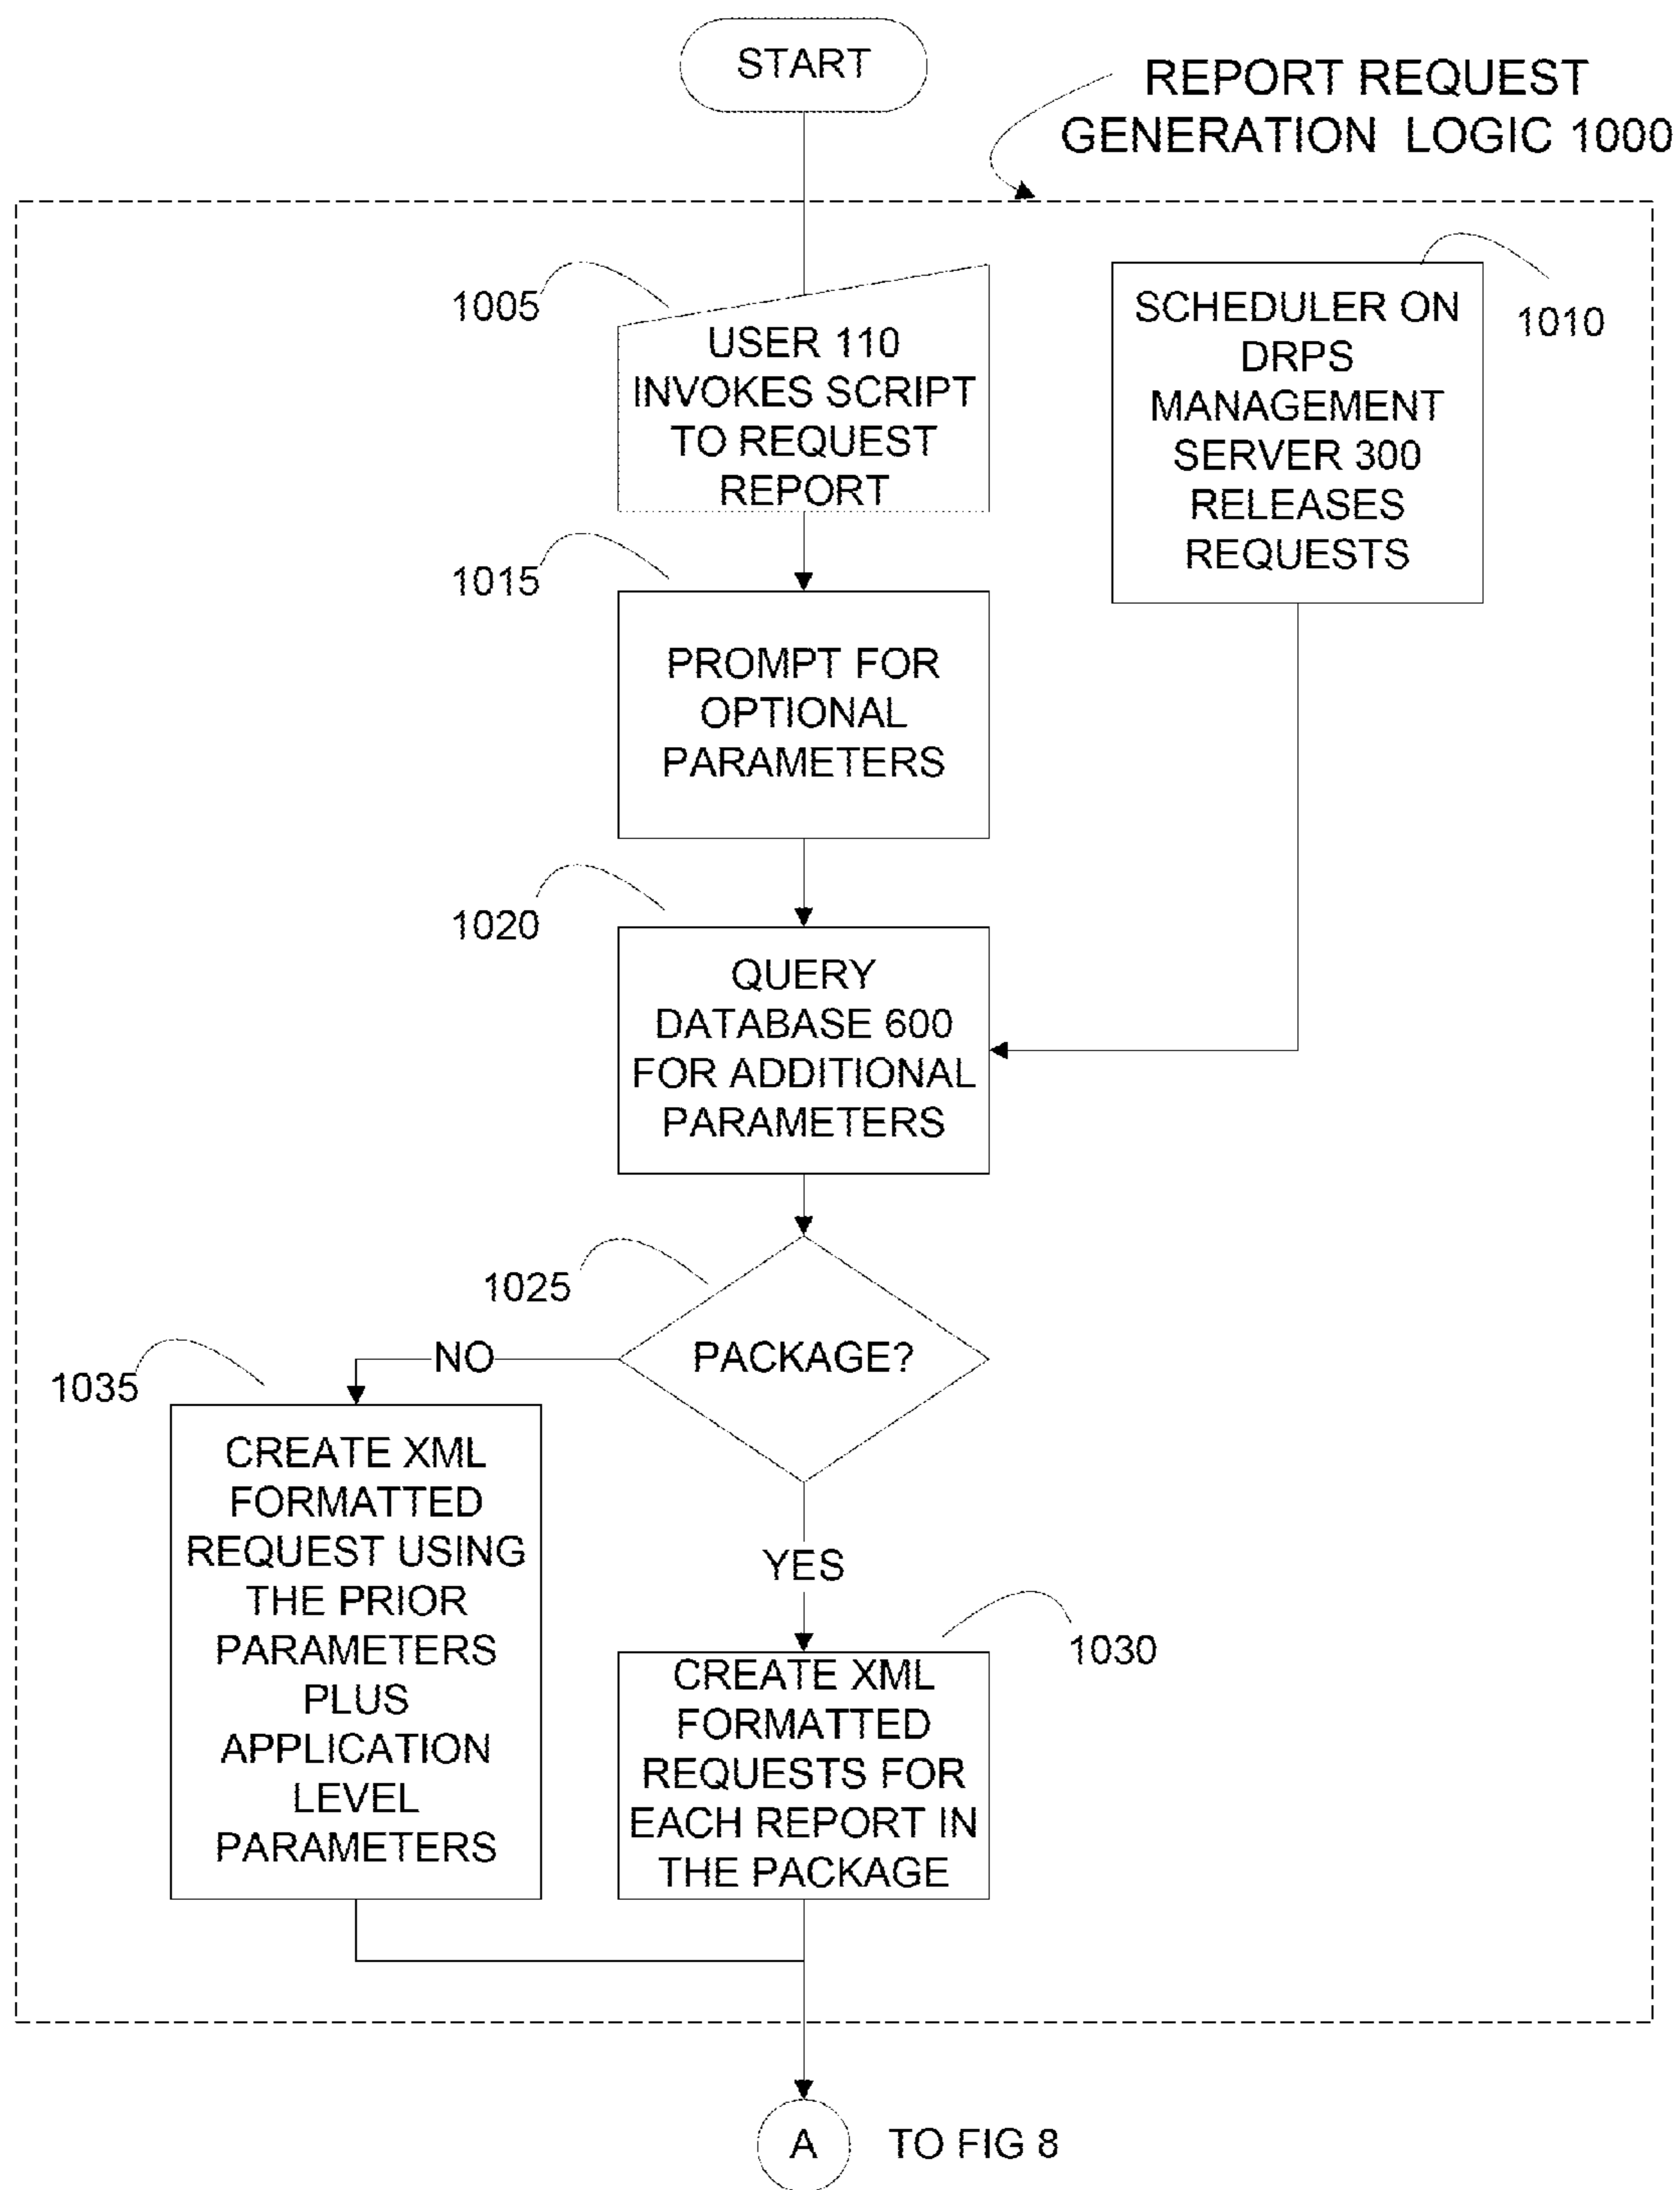 START
REPORT REQUEST
GENERATION LOGIC 1000
1005
USER 110
INVOKES SCRIPT
TO REQUEST
REPORT
SCHEDULER ON
DRPS
MANAGEMENT
SERVER 300
RELEASES
REQUESTS
1010
1015
PROMPT FOR
OPTIONAL
PARAMETERS
1020
QUERY
DATABASE 600
FOR ADDITIONAL
PARAMETERS
1025
PACKAGE?
NO
1035
CREATE XML
FORMATTED
REQUEST USING
THE PRIOR
PARAMETERS
PLUS
APPLICATION
LEVEL
PARAMETERS
YES
1030
CREATE XML
FORMATTED
REQUESTS FOR
EACH REPORT IN
THE PACKAGE
A
TO FIG 8